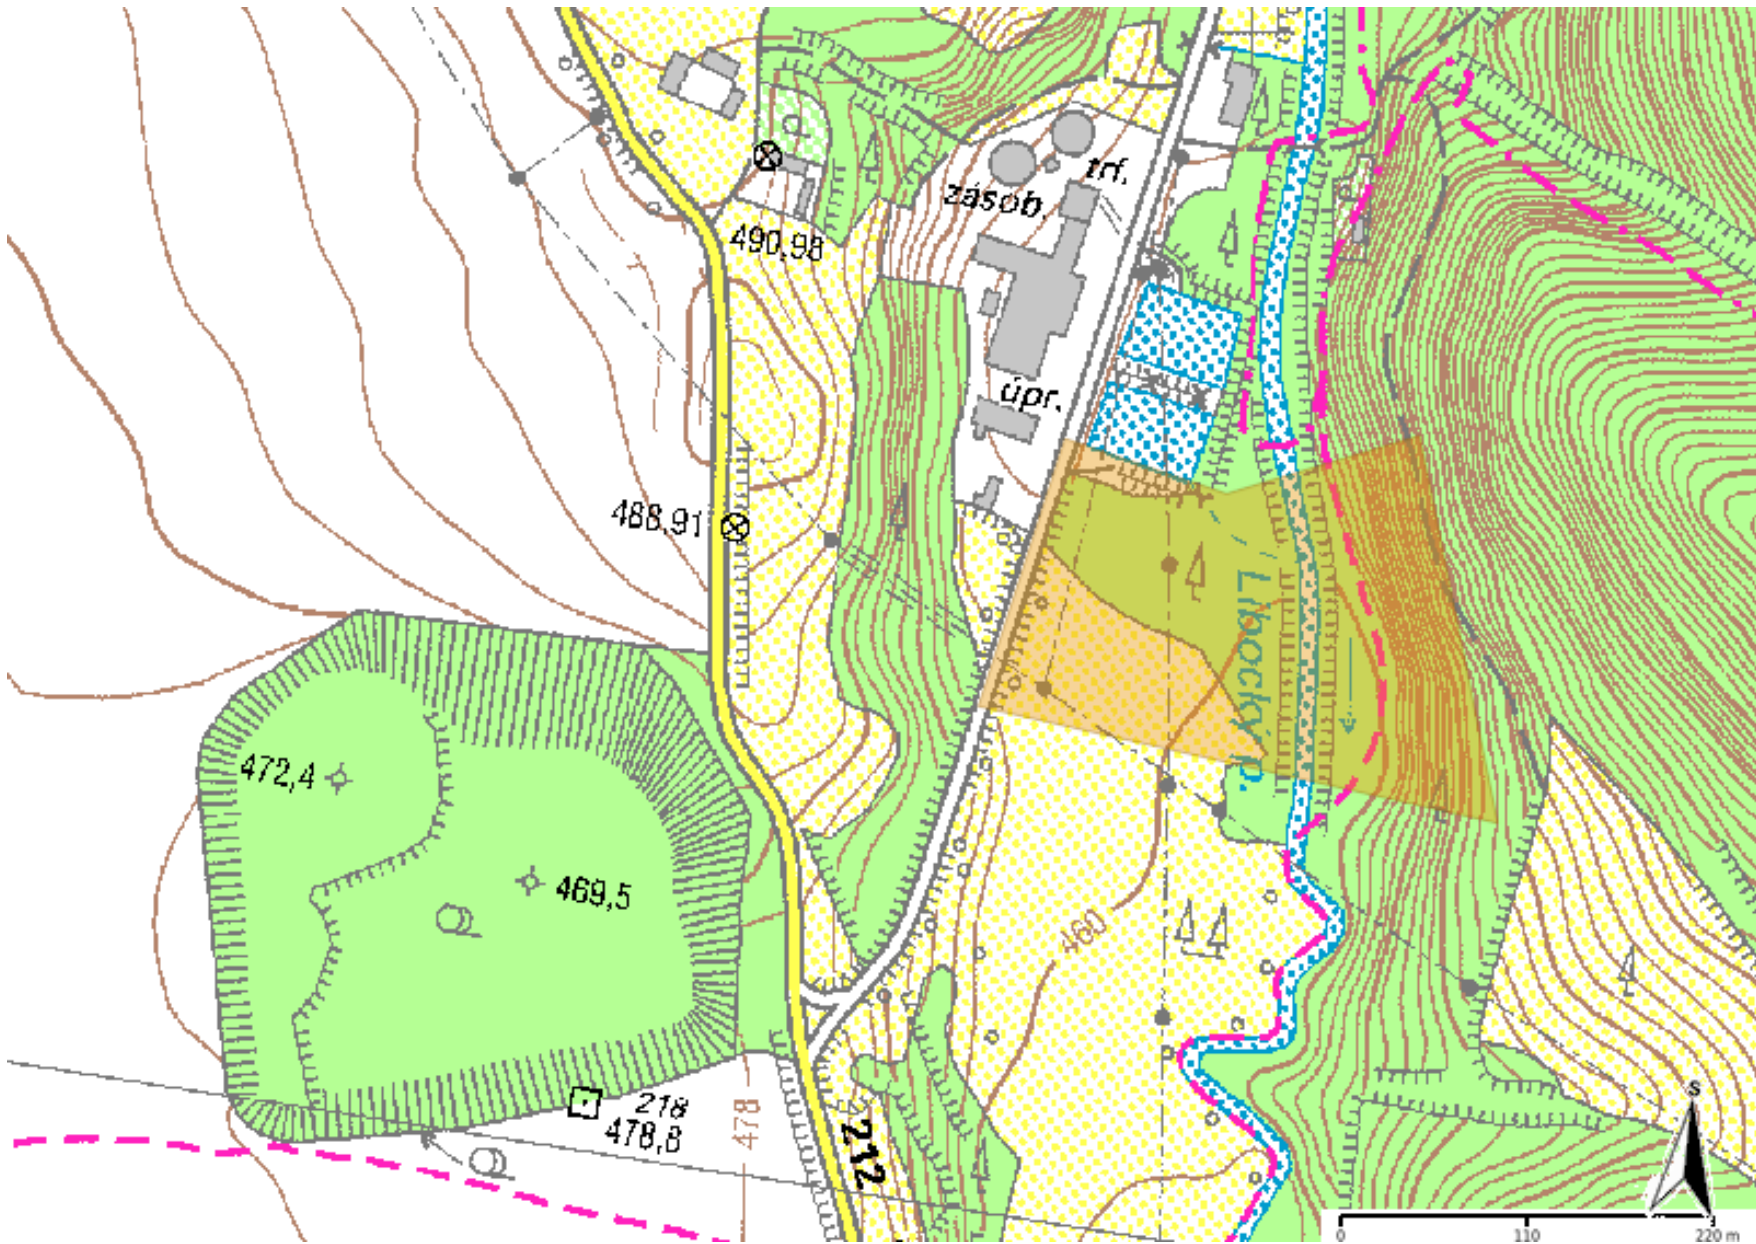 trf.
zásob.
490,98
úpr.
488,91
Libocký p.
472,4
469,5
460
218
478,8
478
212
S
0 110 220 m